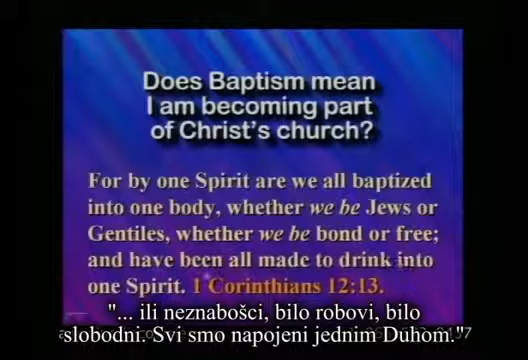 Does Baptism mean
I am becoming part
of Christ's church?
For by one Spirit are we all baptized
into one body, whether we be Jews or
Gentiles, whether we be bond or free;
and have been all made to drink into
one Spirit. 1 Corinthians 12:13.
"... ili neznabošci, bilo robovi, bilo
slobodni. Svi smo napojeni jednim Duhom."